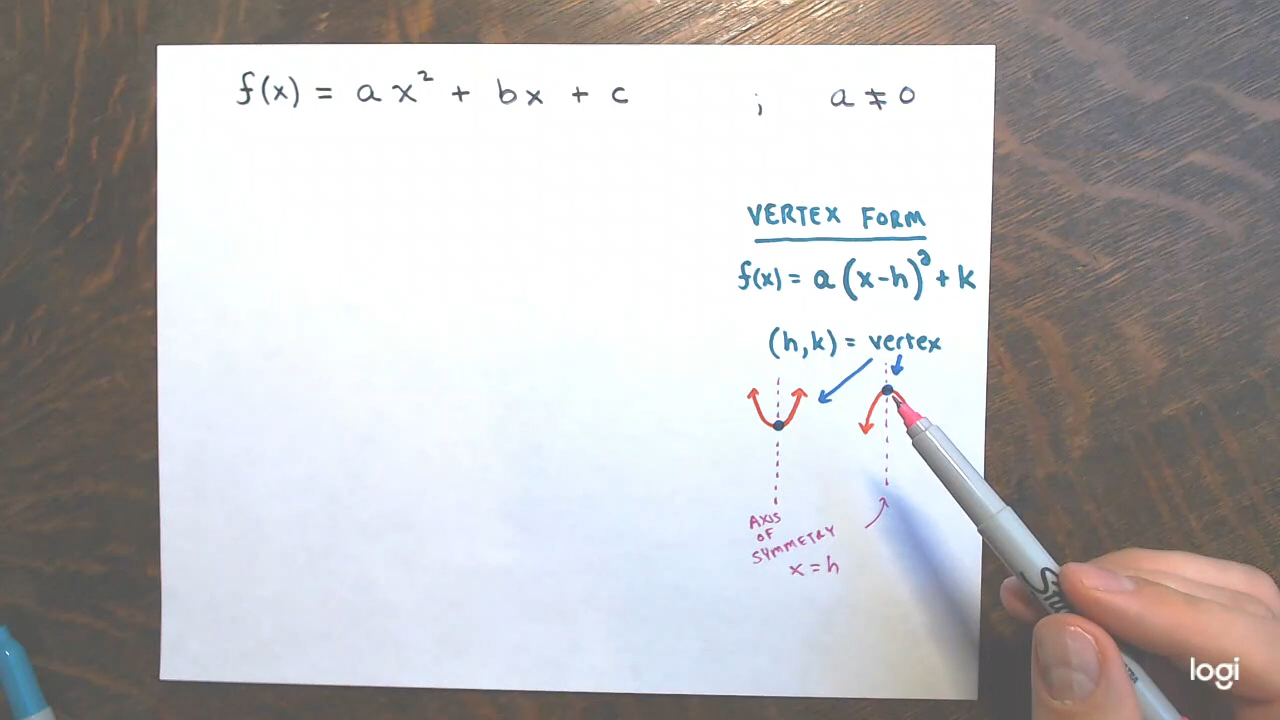 f(x) = ax² + bx + c ; a ≠ 0
VERTEX FORM
f(x) = a(x-h)² + k
(h,k) = vertex
AXIS
OF
SYMMETRY
x = h
logi